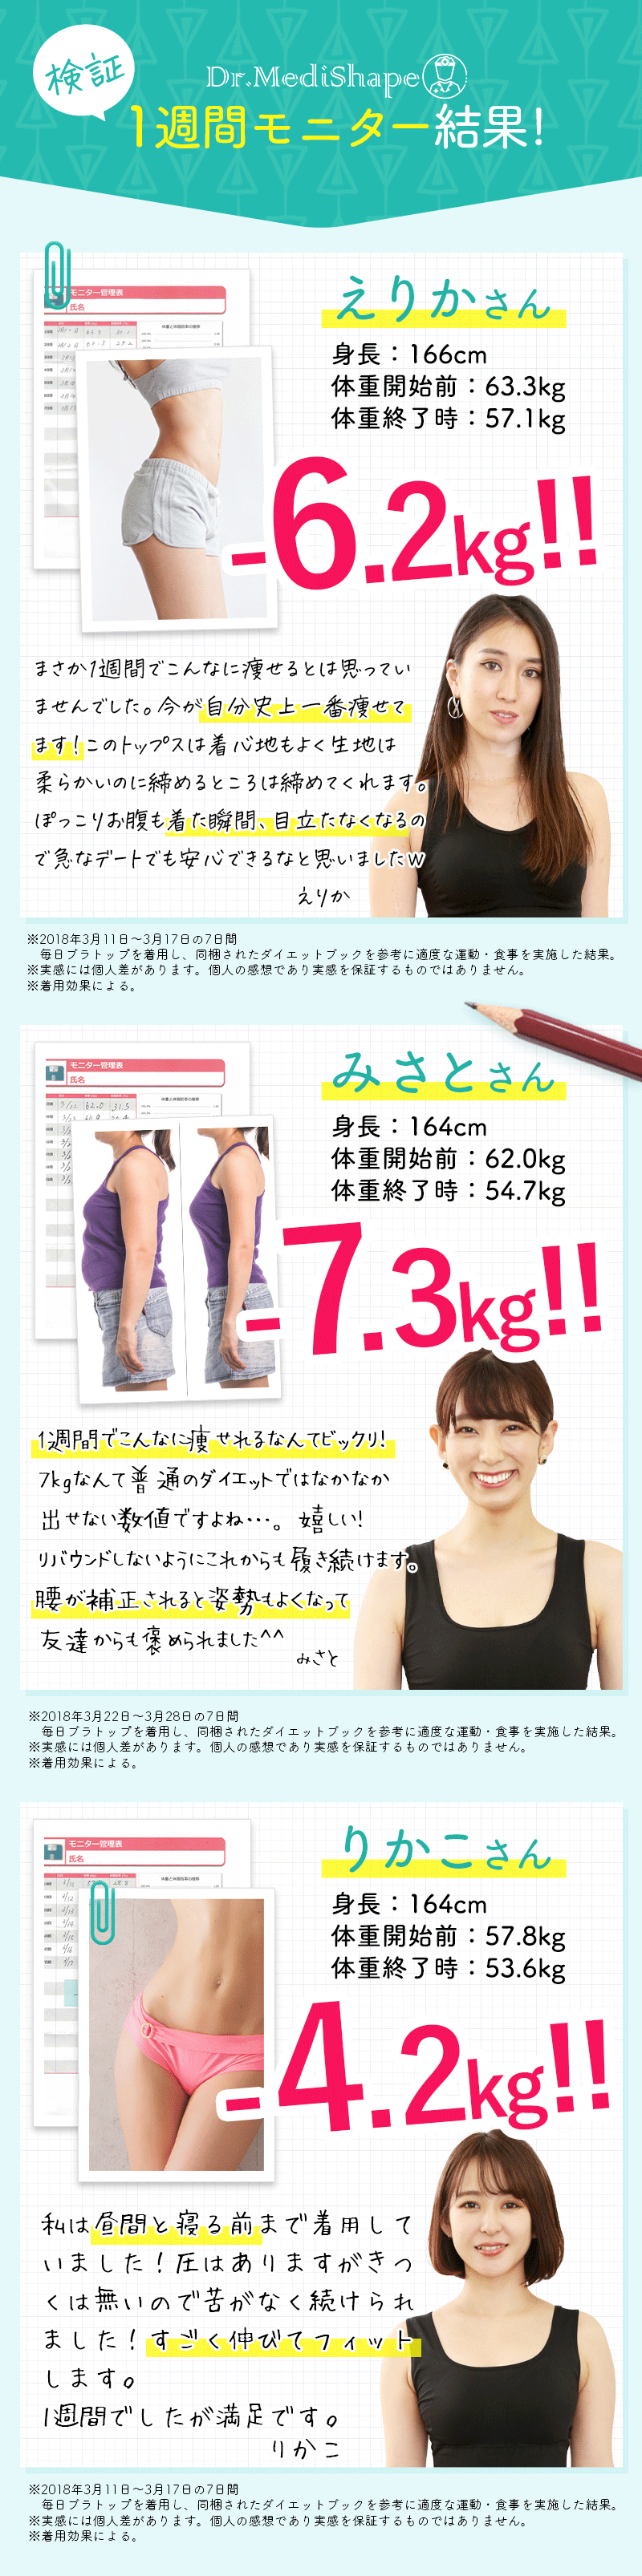 検証
Dr.MediShape
1週間モニター結果!
モニター管理表
氏名
えりかさん
身長：166cm
体重開始前：63.3kg
体重終了時：57.1kg
-6.2kg!!
まさか1週間でこんなに痩せるとは思ってい
ませんでした。今が自分史上一番痩せて
ます!このトップスは着心地もよく生地は
柔らかいのに締めるところは締めてくれます。
ぽっこりお腹も着た瞬間、目立たなくなるの
で急なデートでも安心できるなと思いましたw
えりか
※2018年3月11日～3月17日の7日間
毎日ブラトップを着用し、同梱されたダイエットブックを参考に適度な運動・食事を実施した結果。
※実感には個人差があります。個人の感想であり実感を保証するものではありません。
※着用効果による。
モニター管理表
氏名
みさとさん
身長：164cm
体重開始前：62.0kg
体重終了時：54.7kg
-7.3kg!!
1週間でこんなに痩せれるなんてビックリ!
7kgなんて普通のダイエットではなかなか
出せない数値ですよね…。嬉しい!
リバウンドしないようにこれからも履き続けます。
腰が補正されると姿勢もよくなって
友達からも褒められました^^
みさと
※2018年3月22日～3月28日の7日間
毎日ブラトップを着用し、同梱されたダイエットブックを参考に適度な運動・食事を実施した結果。
※実感には個人差があります。個人の感想であり実感を保証するものではありません。
※着用効果による。
モニター管理表
氏名
りかこさん
身長：164cm
体重開始前：57.8kg
体重終了時：53.6kg
-4.2kg!!
私は昼間と寝る前まで着用して
いました!圧はありますがきつ
くは無いので苦がなく続けられ
ました!すごく伸びてフィット
します。
1週間でしたが満足です。
りかこ
※2018年3月11日～3月17日の7日間
毎日ブラトップを着用し、同梱されたダイエットブックを参考に適度な運動・食事を実施した結果。
※実感には個人差があります。個人の感想であり実感を保証するものではありません。
※着用効果による。